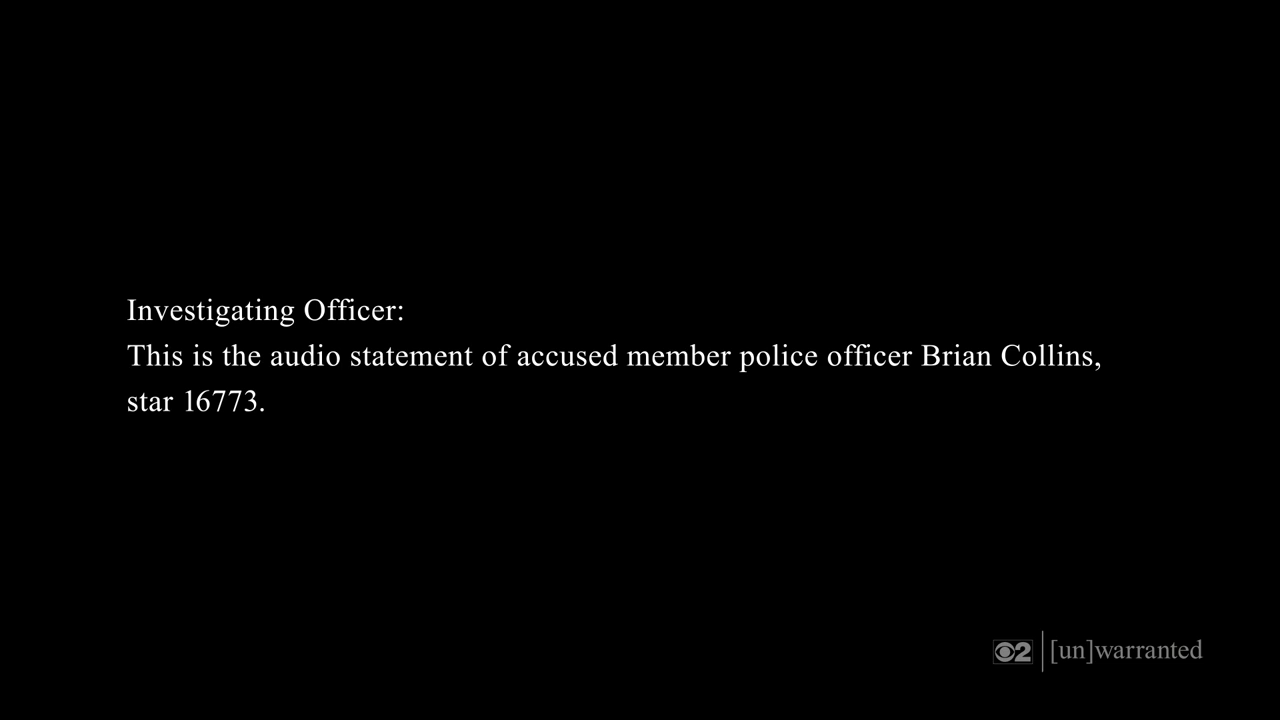 Investigating Officer:
This is the audio statement of accused member police officer Brian Collins,
star 16773.
2 [un]warranted